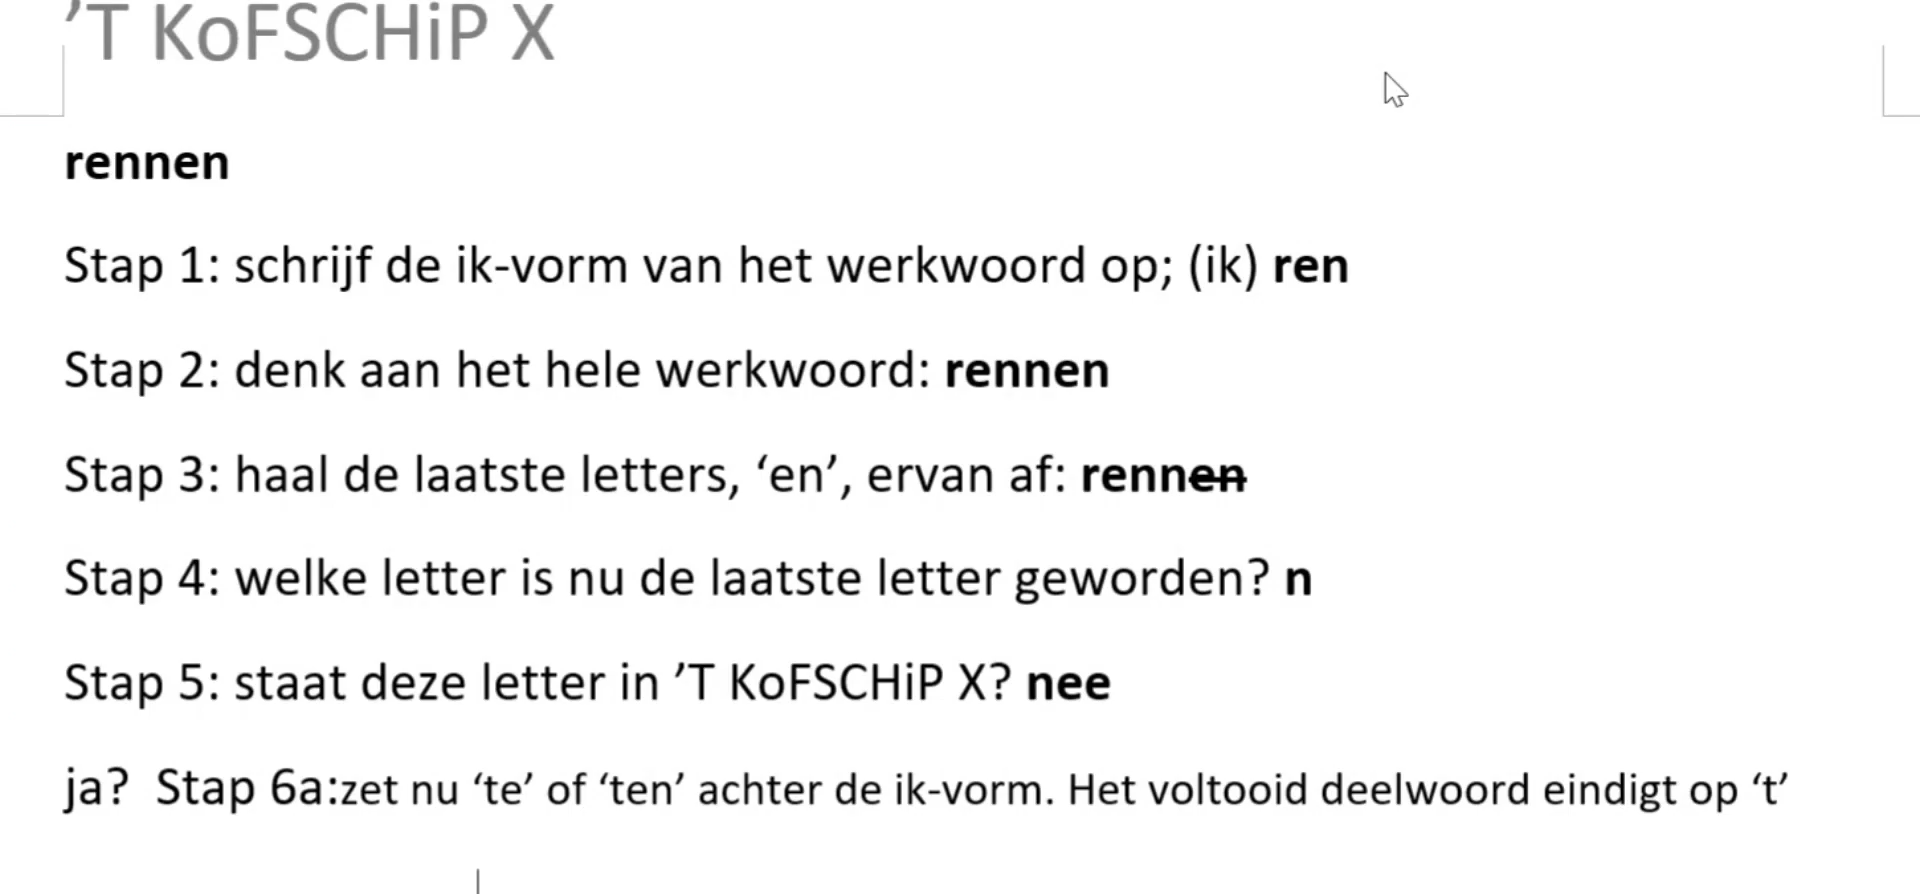 ’T KoFSCHiP X
rennen
Stap 1: schrijf de ik-vorm van het werkwoord op; (ik) ren
Stap 2: denk aan het hele werkwoord: rennen
Stap 3: haal de laatste letters, ‘en’, ervan af: rennen
Stap 4: welke letter is nu de laatste letter geworden? n
Stap 5: staat deze letter in ’T KoFSCHiP X? nee
ja? Stap 6a:zet nu ‘te’ of ‘ten’ achter de ik-vorm. Het voltooid deelwoord eindigt op ‘t’